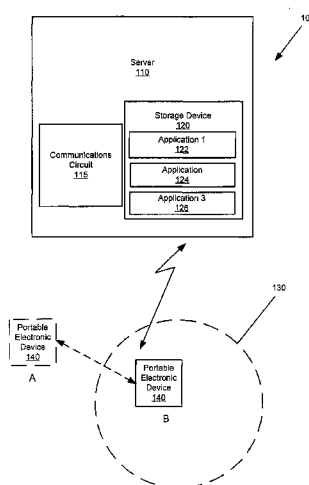 10
Server
110
Storage Device
120
Application 1
122
Communications
Circuit
115
Application
124
Application 3
126
130
Portable
Electronic
Device
140
A
Portable
Electronic
Device
140
B